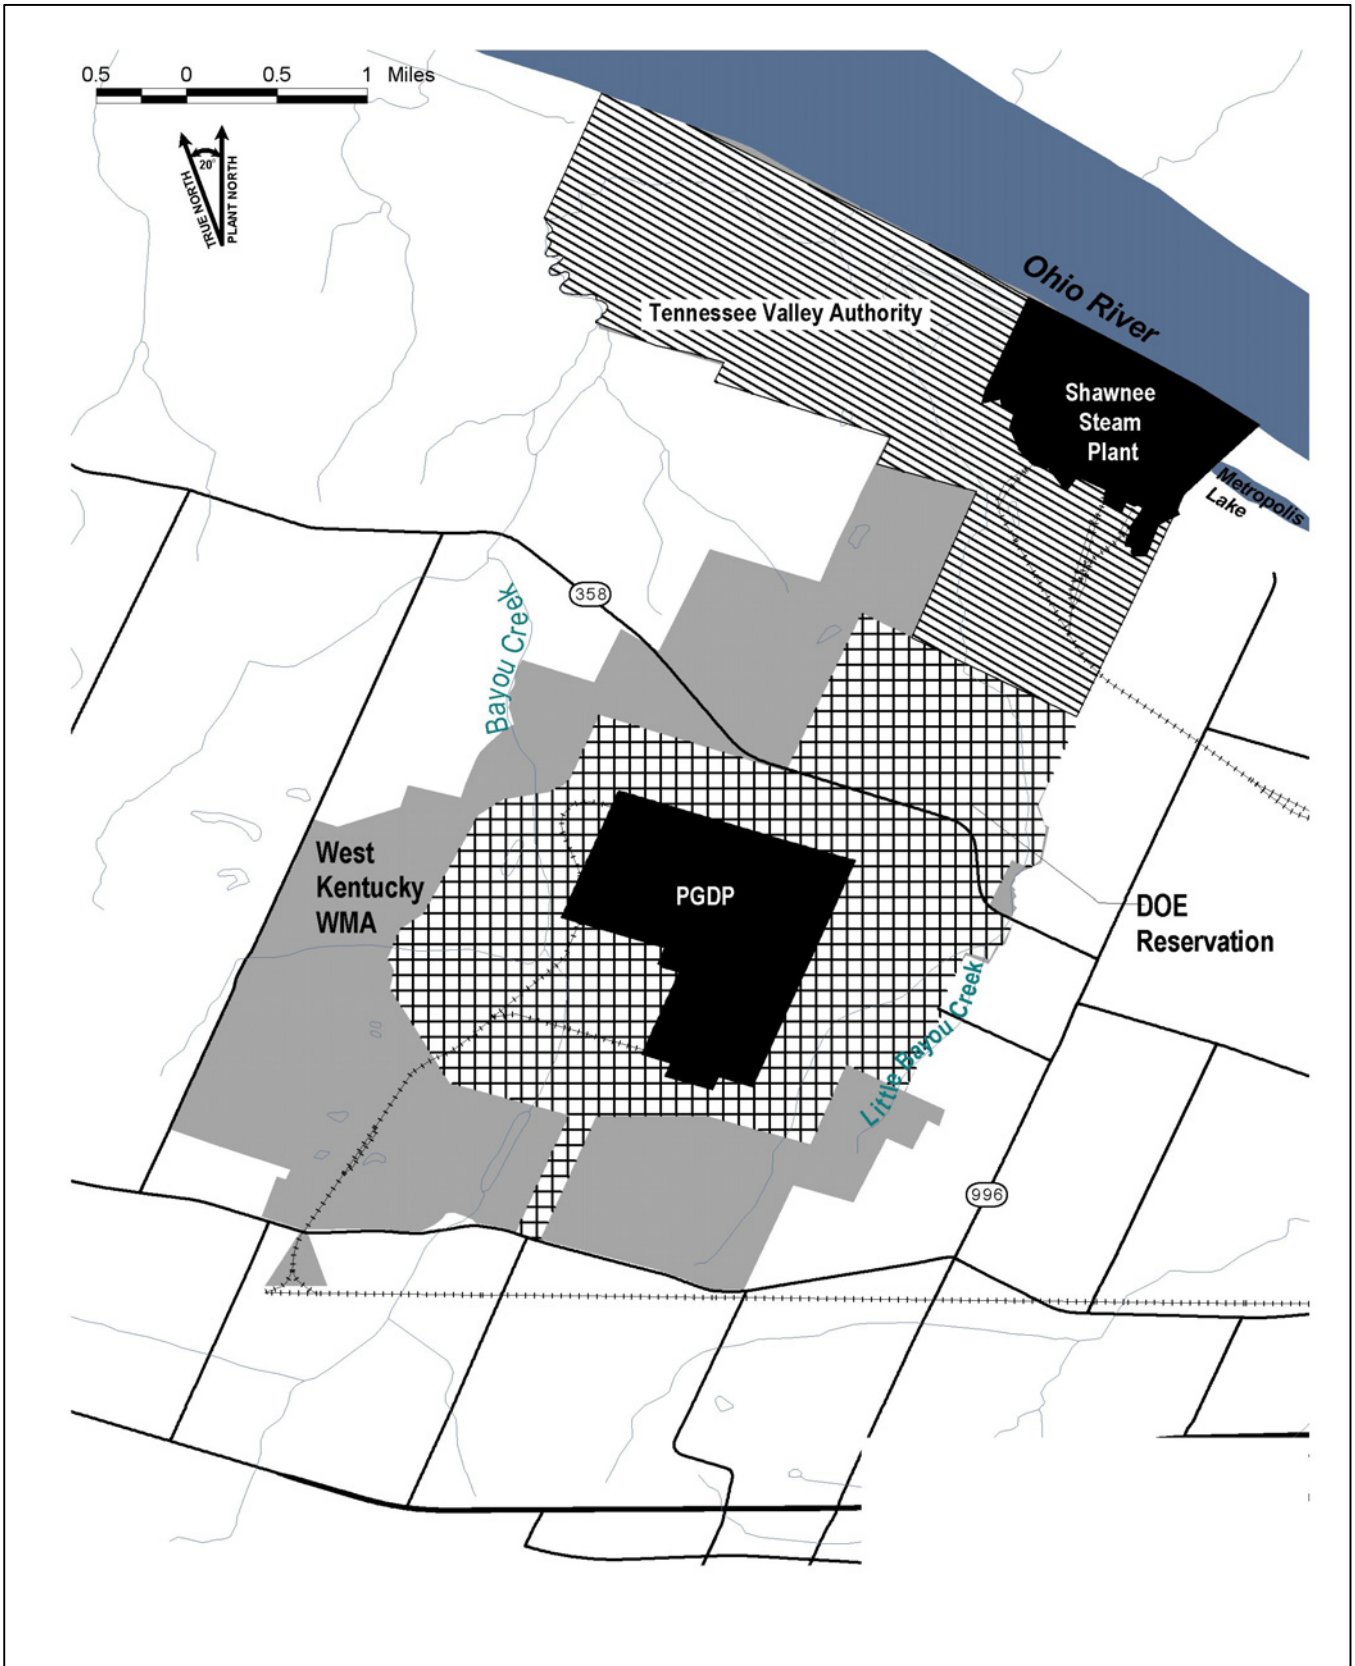 0.5 0 0.5 1 Miles
20°
TRUE NORTH
PLANT NORTH
Ohio River
Tennessee Valley Authority
Shawnee
Steam
Plant
Metropolis
Lake
358
Bayou Creek
West
Kentucky
WMA
PGDP
DOE
Reservation
Little Bayou Creek
996